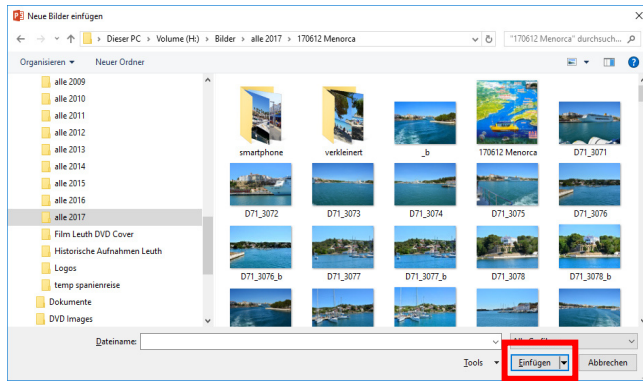 Neue Bilder einfügen
Dieser PC > Volume (H:) > Bilder > alle 2017 > 170612 Menorca
"170612 Menorca" durchsuch...
Organisieren Neuer Ordner
alle 2009
alle 2010
alle 2011
alle 2012
alle 2013
alle 2014
alle 2015
alle 2016
alle 2017
Film Leuth DVD Cover
Historische Aufnahmen Leuth
Logos
temp spanienreise
Dokumente
DVD Images
smartphone verkleinert _b 170612 Menorca D71_3071
D71_3072 D71_3073 D71_3074 D71_3075 D71_3076
D71_3076_b D71_3077 D71_3077_b D71_3078 D71_3078_b
Dateiname:
Tools Einfügen Abbrechen